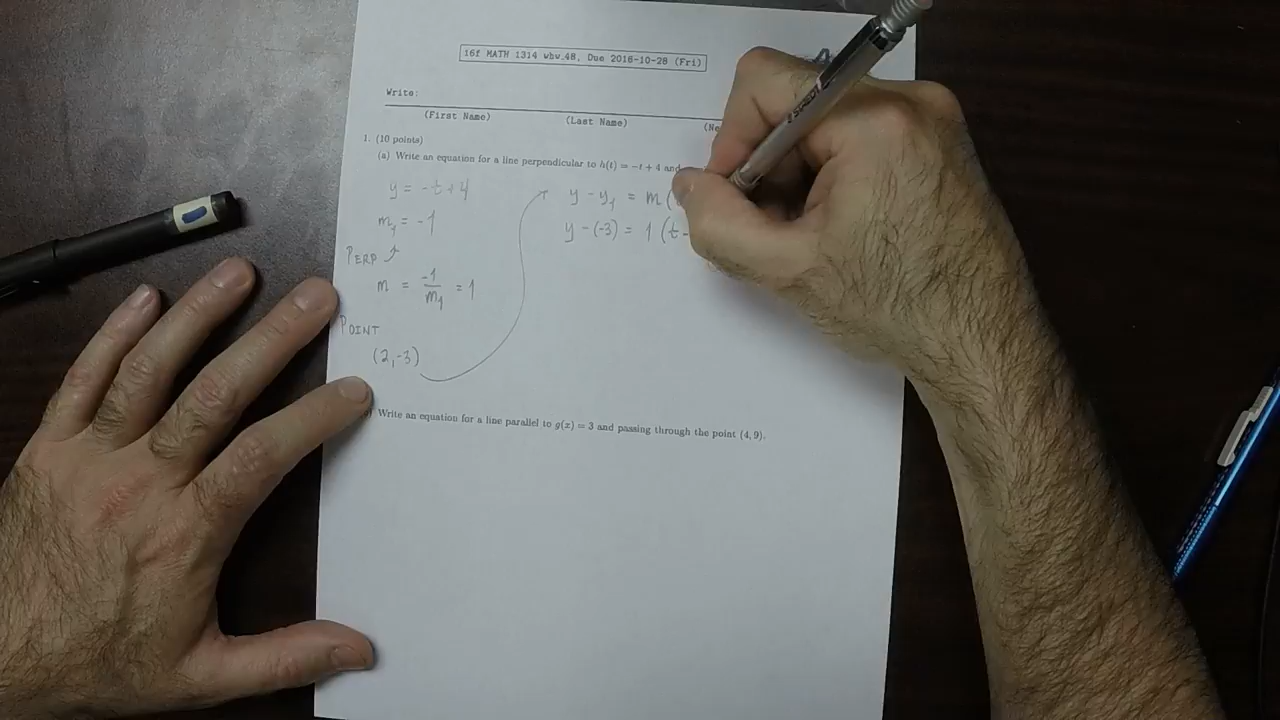 16f MATH 1314 wbv.48, Due 2016-10-28 (Fri)
Write:
(First Name) (Last Name)
1. (10 points)
(a) Write an equation for a line perpendicular to h(t) = −t + 4 and
y = -t+4
m₁ = -1
PERP
m = -1/m₁ = 1
POINT
(2,-3)
y - y₁ = m (
y - (-3) = 1 (t -
Write an equation for a line parallel to g(x) = 3 and passing through the point (4, 9).
STAEDTLER